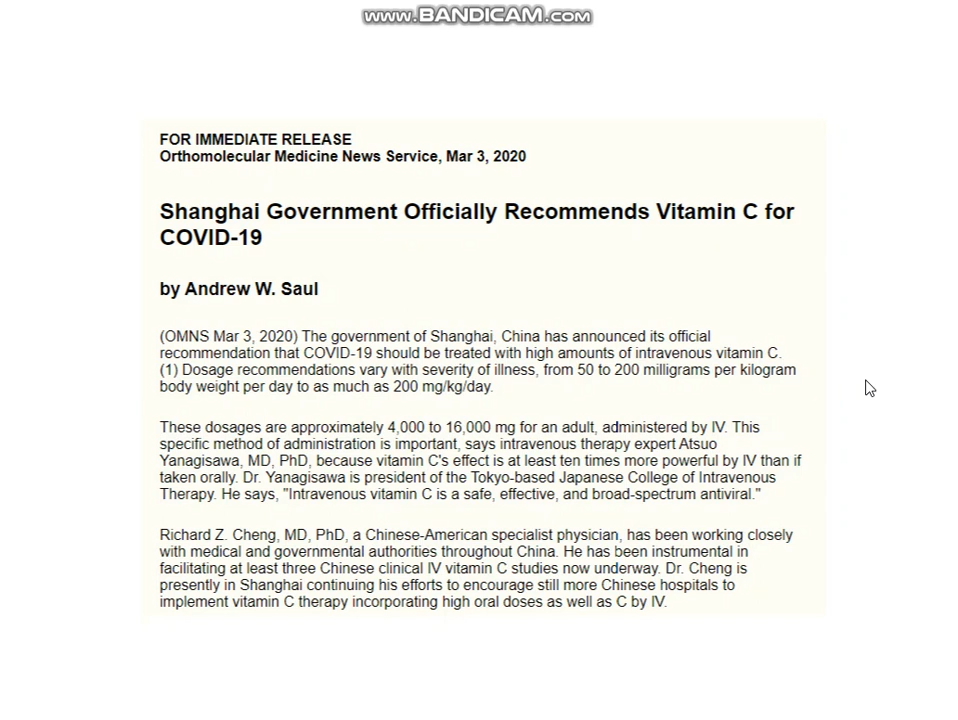 www.BANDICAM.com
FOR IMMEDIATE RELEASE
Orthomolecular Medicine News Service, Mar 3, 2020
Shanghai Government Officially Recommends Vitamin C for
COVID-19
by Andrew W. Saul
(OMNS Mar 3, 2020) The government of Shanghai, China has announced its official
recommendation that COVID-19 should be treated with high amounts of intravenous vitamin C.
(1) Dosage recommendations vary with severity of illness, from 50 to 200 milligrams per kilogram
body weight per day to as much as 200 mg/kg/day.
These dosages are approximately 4,000 to 16,000 mg for an adult, administered by IV. This
specific method of administration is important, says intravenous therapy expert Atsuo
Yanagisawa, MD, PhD, because vitamin C's effect is at least ten times more powerful by IV than if
taken orally. Dr. Yanagisawa is president of the Tokyo-based Japanese College of Intravenous
Therapy. He says, "Intravenous vitamin C is a safe, effective, and broad-spectrum antiviral."
Richard Z. Cheng, MD, PhD, a Chinese-American specialist physician, has been working closely
with medical and governmental authorities throughout China. He has been instrumental in
facilitating at least three Chinese clinical IV vitamin C studies now underway. Dr. Cheng is
presently in Shanghai continuing his efforts to encourage still more Chinese hospitals to
implement vitamin C therapy incorporating high oral doses as well as C by IV.